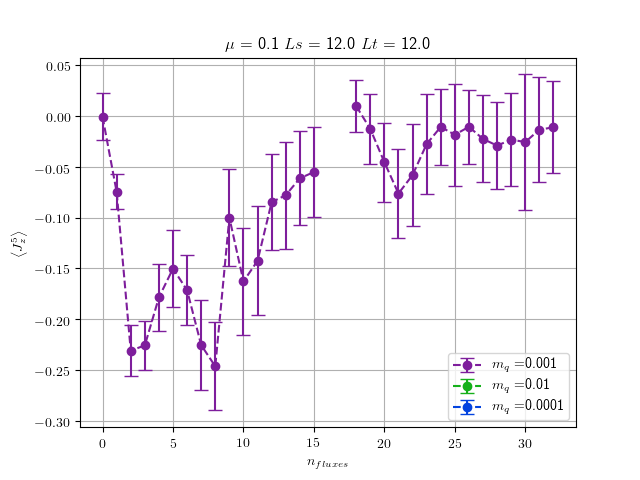 μ = 0.1 Ls = 12.0 Lt = 12.0
0.05
0.00
−0.05
−0.10
−0.15
−0.20
−0.25
−0.30
⟨J_z^5⟩
0 5 10 15 20 25 30
n_fluxes
m_q =0.001
m_q =0.01
m_q =0.0001